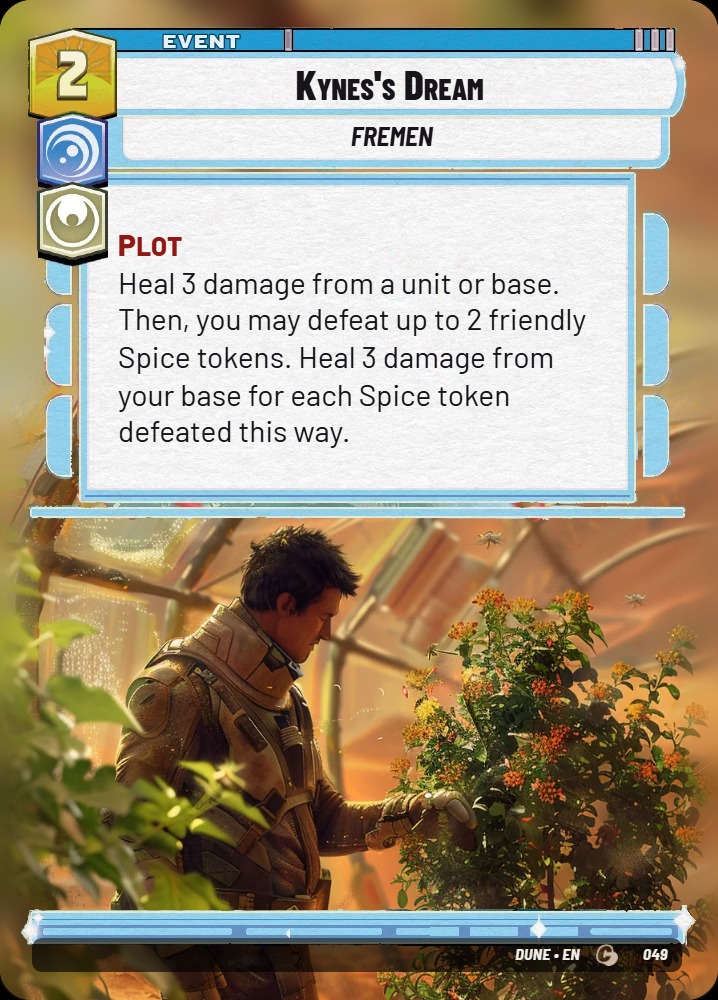 EVENT
2
Kynes's Dream
FREMEN
Plot
Heal 3 damage from a unit or base.
Then, you may defeat up to 2 friendly
Spice tokens. Heal 3 damage from
your base for each Spice token
defeated this way.
DUNE • EN C 049